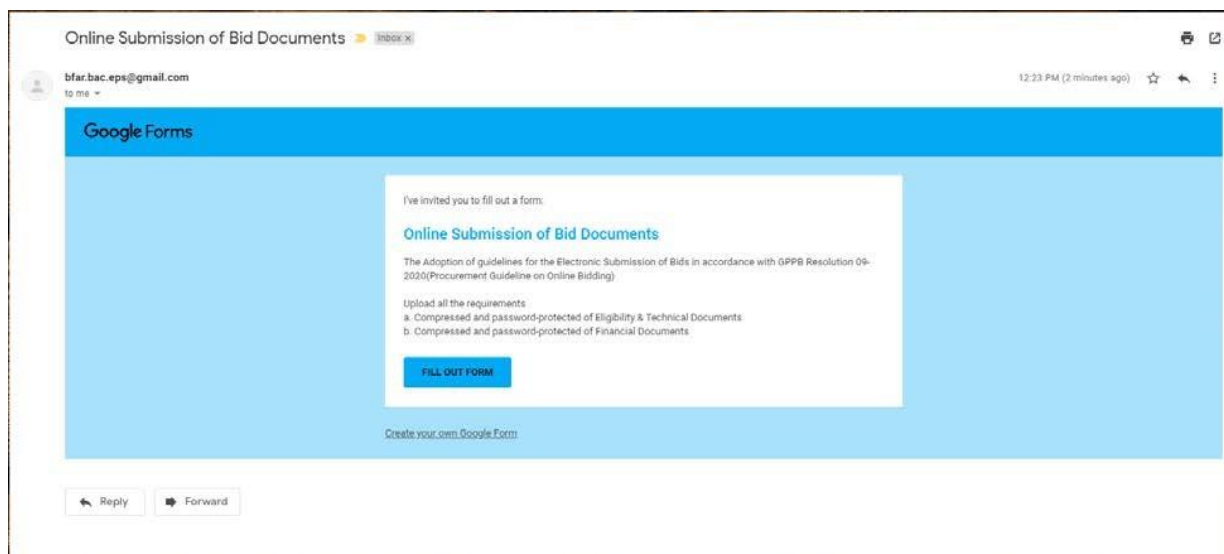 Online Submission of Bid Documents
Inbox x
bfar.bac.eps@gmail.com
12:23 PM (2 minutes ago)
to me
Google Forms
I've invited you to fill out a form:
Online Submission of Bid Documents
The Adoption of guidelines for the Electronic Submission of Bids in accordance with GPPB Resolution 09-
2020(Procurement Guideline on Online Bidding)
Upload all the requirements
a. Compressed and password-protected of Eligibility & Technical Documents
b. Compressed and password-protected of Financial Documents
FILL OUT FORM
Create your own Google Form
Reply
Forward